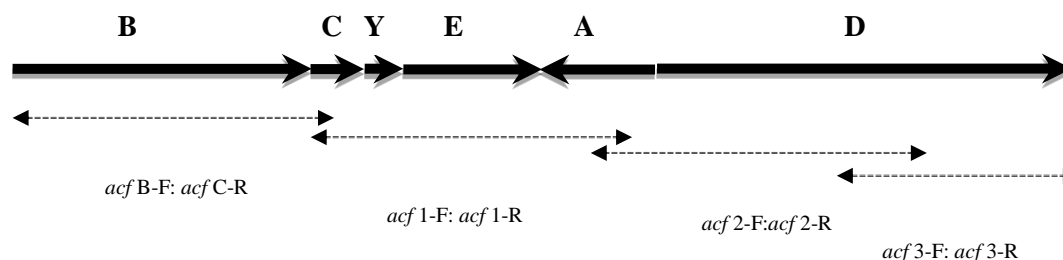 B C Y E A D
acf B-F: acf C-R
acf 1-F: acf 1-R
acf 2-F:acf 2-R
acf 3-F: acf 3-R